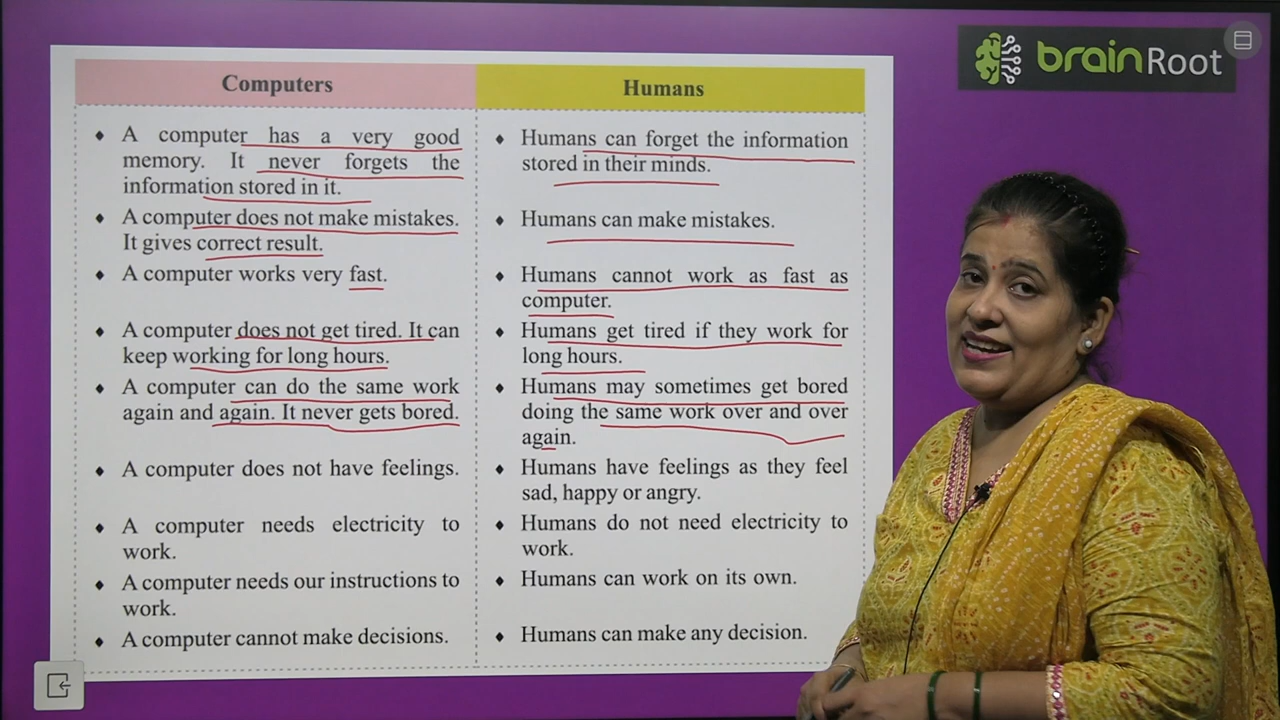 brainRoot
Computers
Humans
A computer has a very good
memory. It never forgets the
information stored in it.
Humans can forget the information
stored in their minds.
A computer does not make mistakes.
It gives correct result.
Humans can make mistakes.
A computer works very fast.
Humans cannot work as fast as
computer.
A computer does not get tired. It can
keep working for long hours.
Humans get tired if they work for
long hours.
A computer can do the same work
again and again. It never gets bored.
Humans may sometimes get bored
doing the same work over and over
again.
A computer does not have feelings.
Humans have feelings as they feel
sad, happy or angry.
A computer needs electricity to
work.
Humans do not need electricity to
work.
A computer needs our instructions to
work.
Humans can work on its own.
A computer cannot make decisions.
Humans can make any decision.